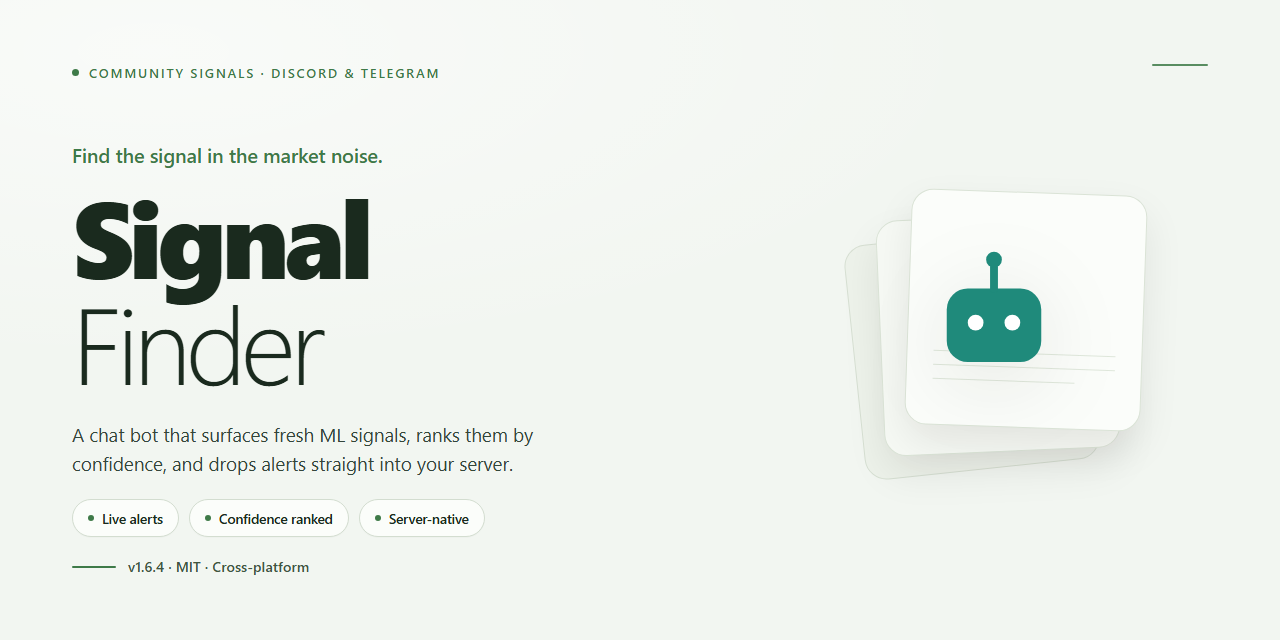 COMMUNITY SIGNALS · DISCORD & TELEGRAM
Find the signal in the market noise.
Signal
Finder
A chat bot that surfaces fresh ML signals, ranks them by
confidence, and drops alerts straight into your server.
Live alerts
Confidence ranked
Server-native
v1.6.4 · MIT · Cross-platform